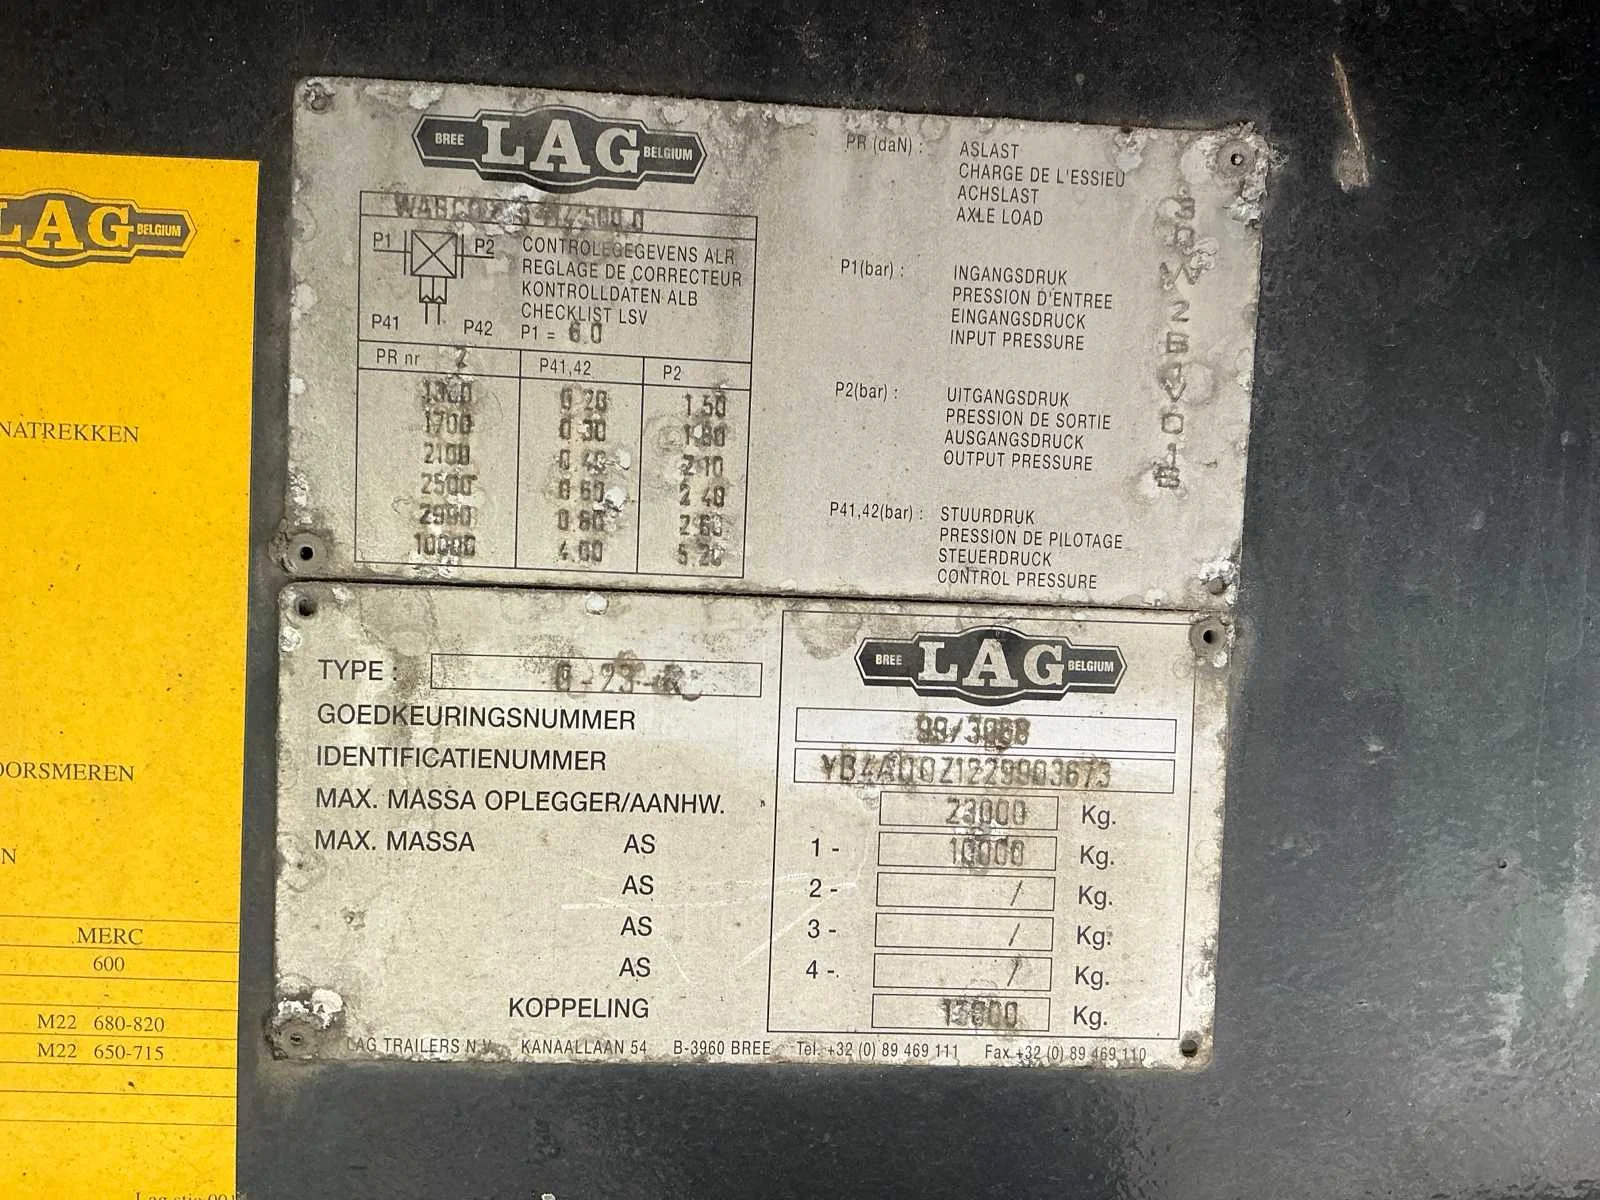 LAG BELGIUM
NATREKKEN
OORSMEREN
N
MERC
600
M22 680-820
M22 650-715
BREE LAG BELGIUM
WABCO
P1 P2
P41 P42
CONTROLEGEGEVENS ALR
REGLAGE DE CORRECTEUR
KONTROLLDATEN ALB
CHECKLIST LSV
P1 = 6.0
PR nr 2 P41,42 P2
1300 0.20 1.50
1700 0.30 1.80
2100 0.40 2.10
2500 0.60 2.40
2900 0.80 2.60
10000 4.00 5.20
PR (daN) : ASLAST
CHARGE DE L'ESSIEU
ACHSLAST
AXLE LOAD
P1(bar) : INGANGSDRUK
PRESSION D'ENTREE
EINGANGSDRUCK
INPUT PRESSURE
P2(bar) : UITGANGSDRUK
PRESSION DE SORTIE
AUSGANGSDRUCK
OUTPUT PRESSURE
P41,42(bar) : STUURDRUK
PRESSION DE PILOTAGE
STEUERDRUCK
CONTROL PRESSURE
BREE LAG BELGIUM
TYPE :
GOEDKEURINGSNUMMER
IDENTIFICATIENUMMER YB4A00Z1229903673
MAX. MASSA OPLEGGER/AANHW. 23000 Kg.
MAX. MASSA AS 1- 10000 Kg.
AS 2- / Kg.
AS 3- / Kg.
AS 4- / Kg.
KOPPELING 13000 Kg.
LAG TRAILERS N.V. KANAALLAAN 54 B-3960 BREE Tel. +32 (0) 89 469 111 Fax +32 (0) 89 469 110